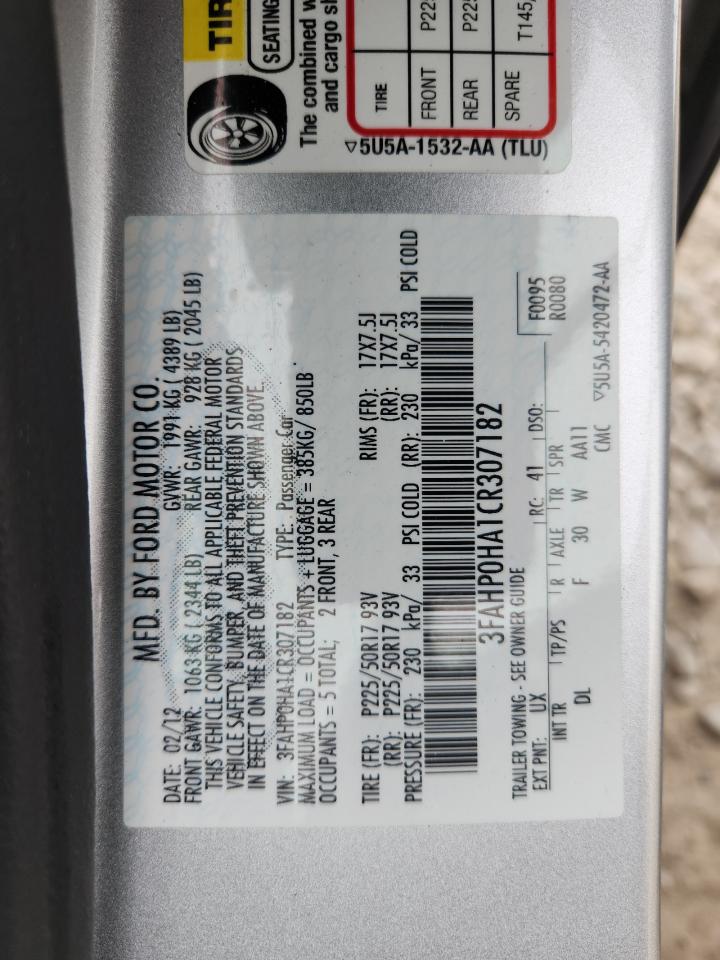 TIR
SEATING
The combined w
and cargo sh
TIRE
FRONT P225
REAR P225
SPARE T145
▽5U5A-1532-AA (TLU)
MFD. BY FORD MOTOR CO.
DATE: 02/12 GVWR: 1991 KG ( 4389 LB)
FRONT GAWR: 1063 KG ( 2344 LB) REAR GAWR: 928 KG ( 2045 LB)
THIS VEHICLE CONFORMS TO ALL APPLICABLE FEDERAL MOTOR
VEHICLE SAFETY, BUMPER, AND THEFT PREVENTION STANDARDS
IN EFFECT ON THE DATE OF MANUFACTURE SHOWN ABOVE.
VIN: 3FAHP0HA1CR307182 TYPE: Passenger Car
MAXIMUM LOAD = OCCUPANTS + LUGGAGE = 385KG/ 850LB
OCCUPANTS = 5 TOTAL; 2 FRONT, 3 REAR
TIRE (FR): P225/50R17 93V RIMS (FR): 17X7.5J
(RR): P225/50R17 93V (RR): 17X7.5J
PRESSURE (FR): 230 kPa/ 33 PSI COLD (RR): 230 kPa/ 33 PSI COLD
3FAHP0HA1CR307182
TRAILER TOWING - SEE OWNER GUIDE F0095
EXT PNT: UX RC: 41 DSO: R0080
INT TR TP/PS R AXLE TR SPR
DL F 30 W AA11
CMC ▽5U5A-5420472-AA